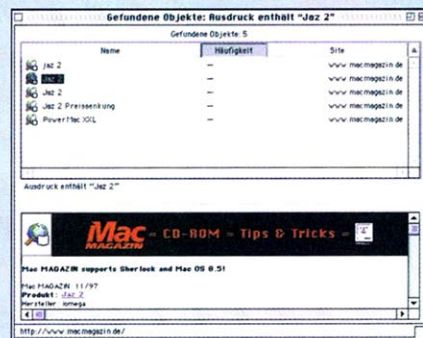 Gefundene Objekte: Ausdruck enthält "Jaz 2"
Gefundene Objekte: 5
Name Häufigkeit Site
jaz 2 — www.macmagazin.de
Jaz 2 — www.macmagazin.de
Jaz 2 — www.macmagazin.de
Jaz 2 Preissenkung — www.macmagazin.de
PowerMac XXL — www.macmagazin.de
Ausdruck enthält "Jaz 2"
Mac MAGAZIN - CD-ROM - Tips & Tricks -
Mac MAGAZIN supports Sherlock and Mac OS 8.5!
Mac MAGAZIN 11/97
Produkt: Jaz 2
Hersteller: Iomega
http://www.macmagazin.de/